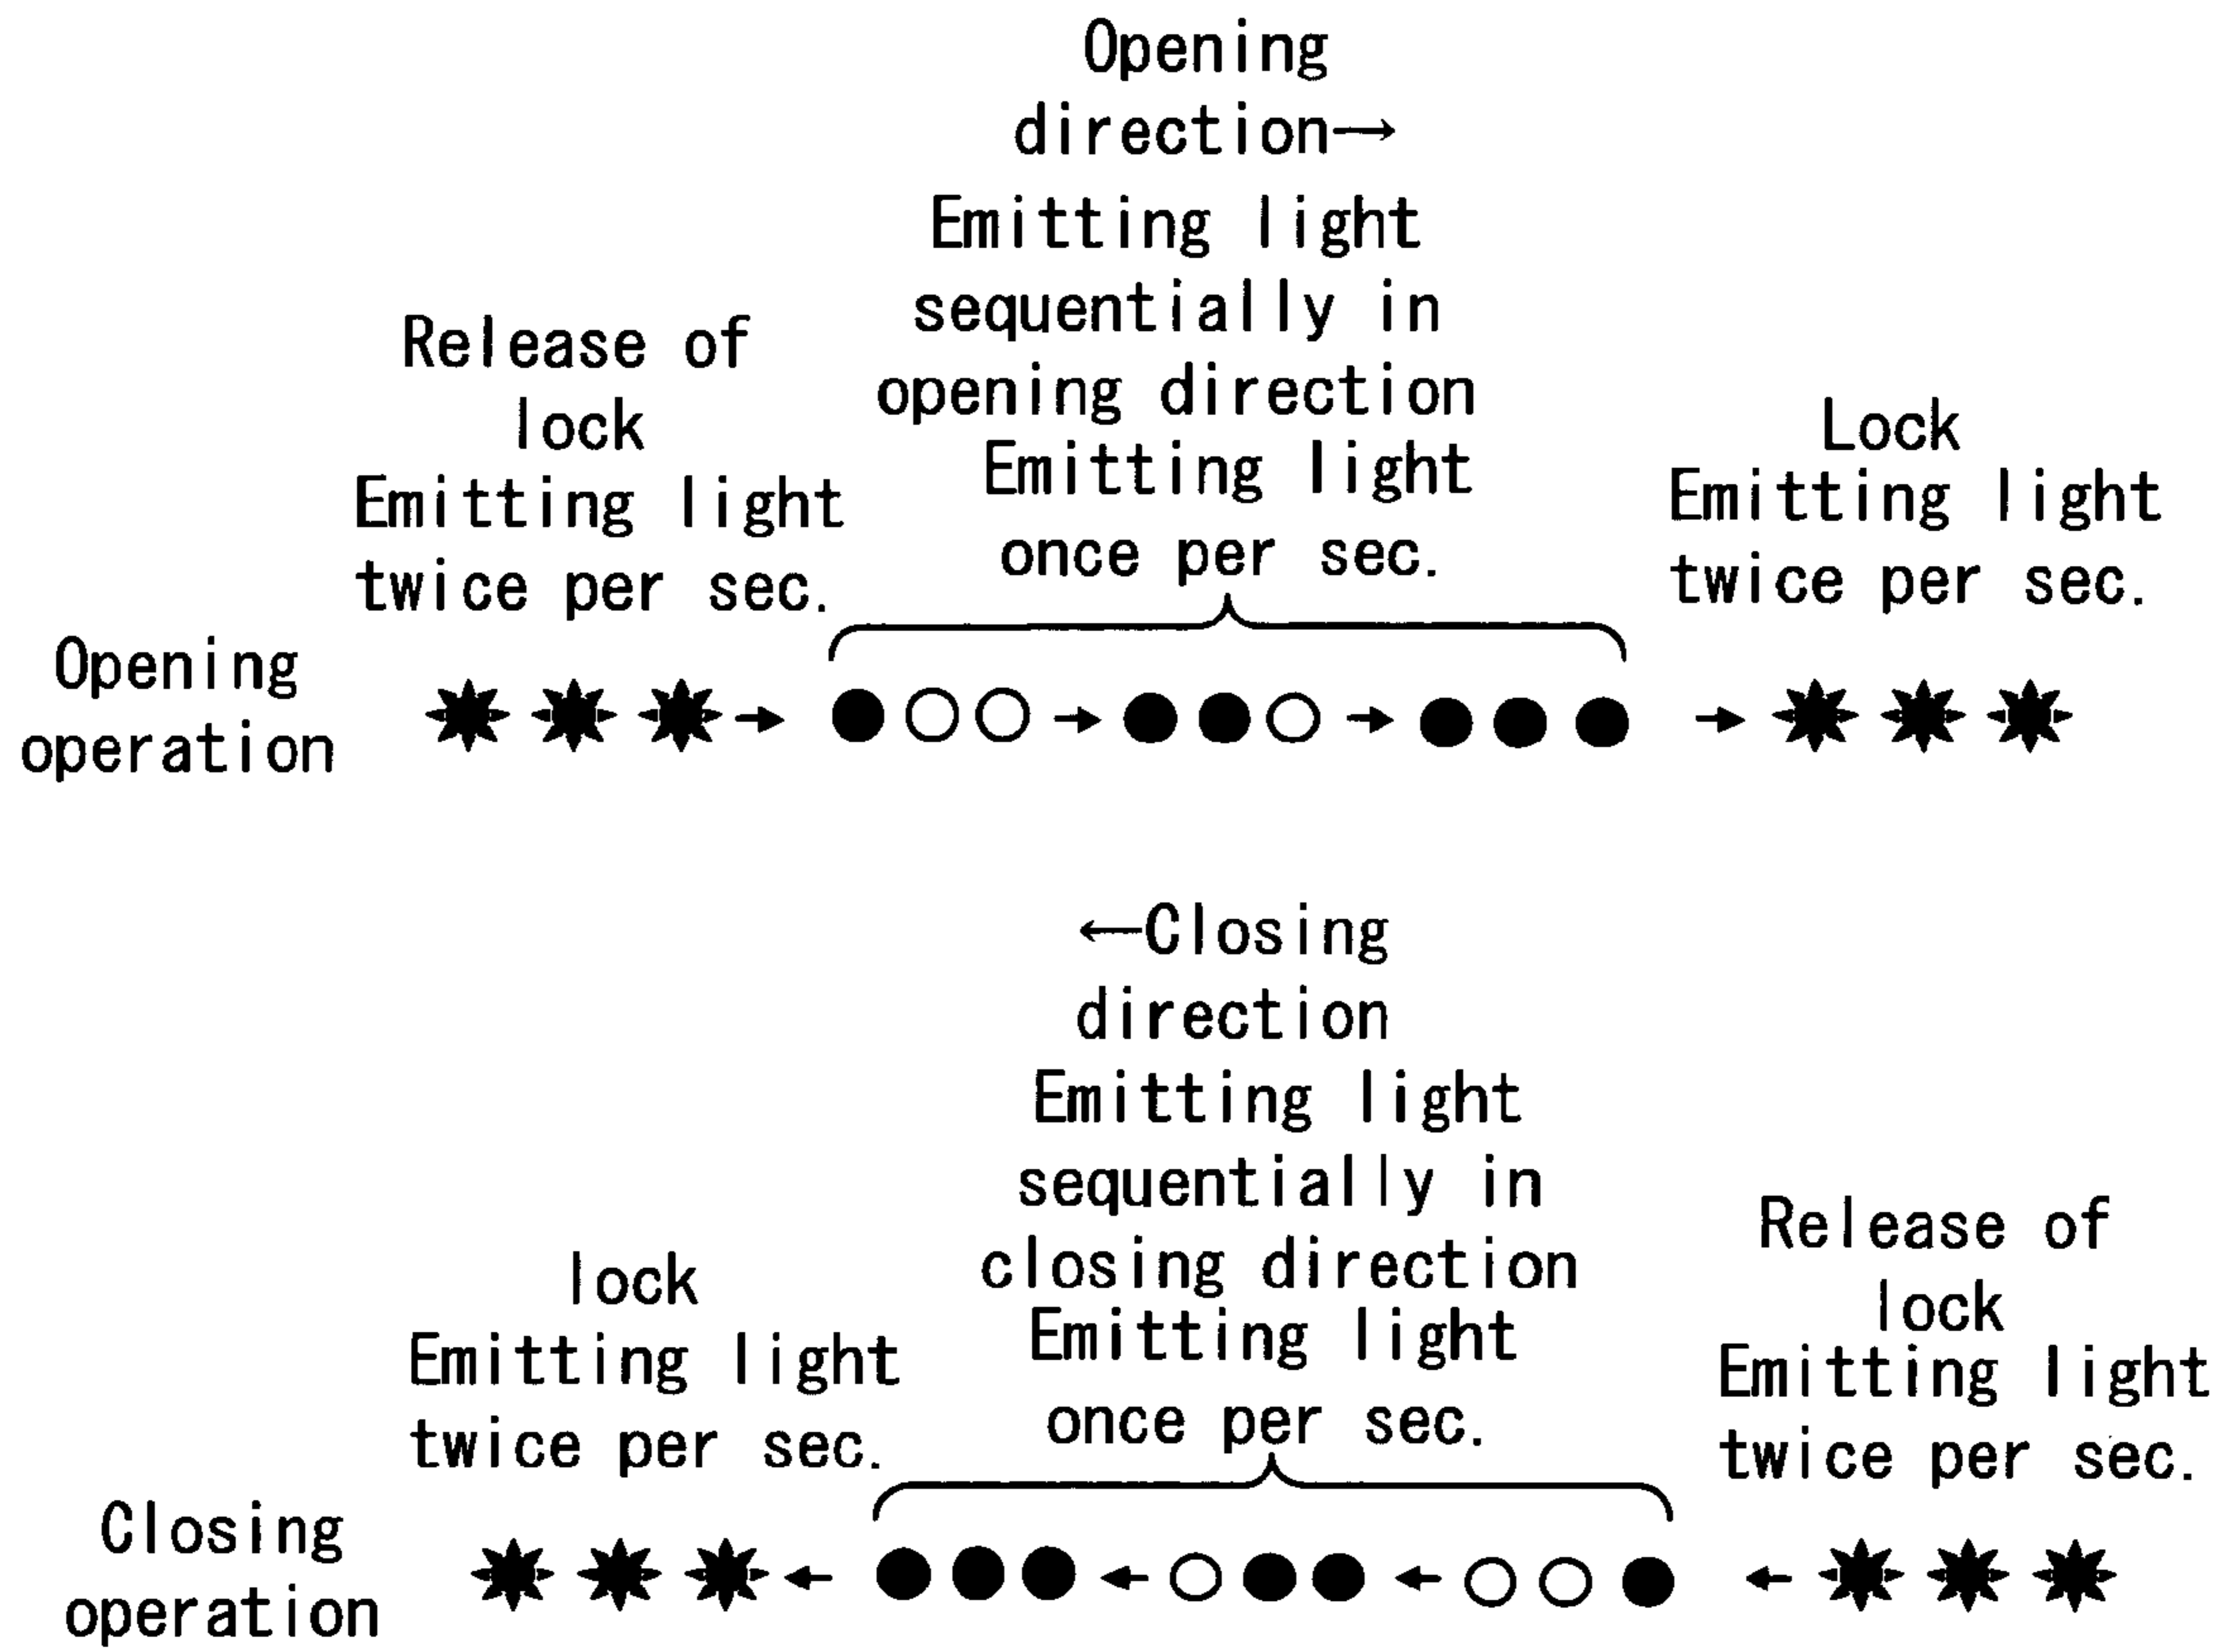 Opening
direction→
Emitting light
sequentially in
opening direction
Emitting light
once per sec.
Release of
lock
Emitting light
twice per sec.
Lock
Emitting light
twice per sec.
Opening
operation
←Closing
direction
Emitting light
sequentially in
closing direction
Emitting light
once per sec.
lock
Emitting light
twice per sec.
Release of
lock
Emitting light
twice per sec.
Closing
operation